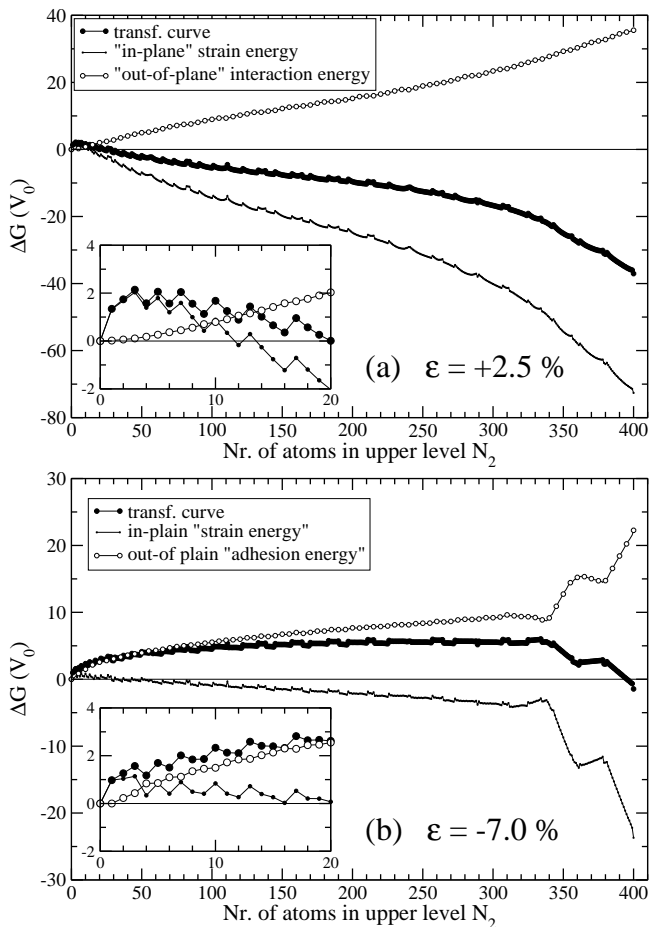 40
20
0
-20
-40
-60
-80
ΔG (V₀)
transf. curve
"in-plane" strain energy
"out-of-plane" interaction energy
4
2
0
-2
0 10 20
(a) ε = +2.5 %
0 50 100 150 200 250 300 350 400
Nr. of atoms in upper level N₂
30
20
10
0
-10
-20
-30
ΔG (V₀)
transf. curve
in-plain "strain energy"
out-of plain "adhesion energy"
4
2
0
-2
0 10 20
(b) ε = -7.0 %
0 50 100 150 200 250 300 350 400
Nr. of atoms in upper level N₂